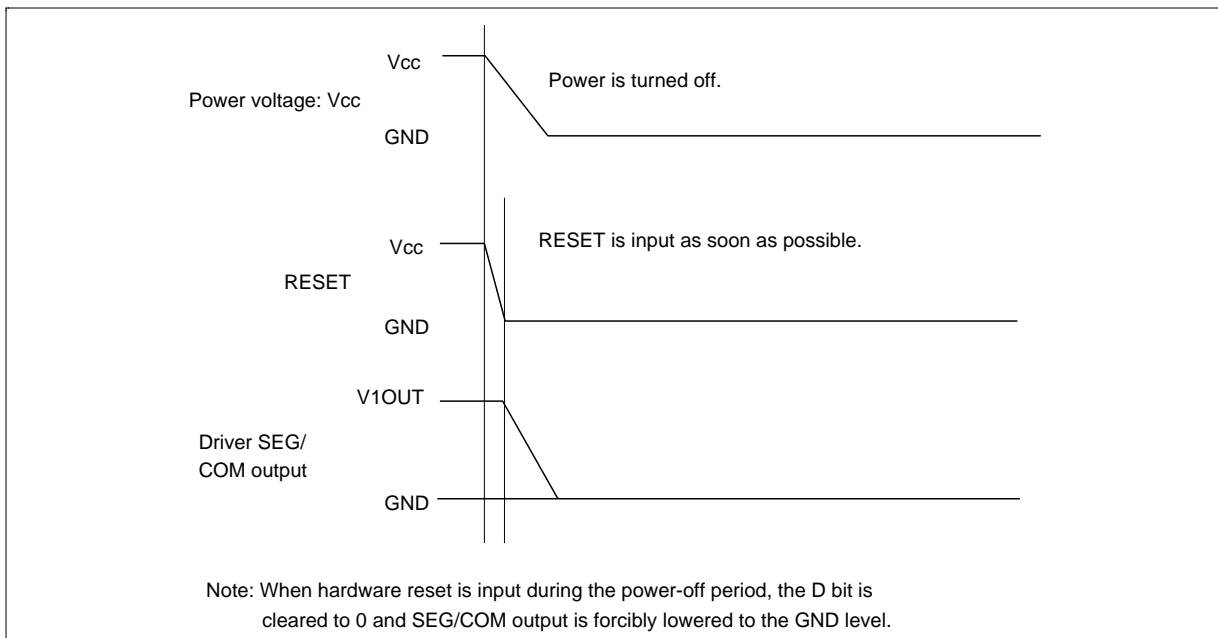 Vcc
Power is turned off.
Power voltage: Vcc
GND
Vcc
RESET is input as soon as possible.
RESET
GND
V1OUT
Driver SEG/
COM output
GND
Note: When hardware reset is input during the power-off period, the D bit is
cleared to 0 and SEG/COM output is forcibly lowered to the GND level.